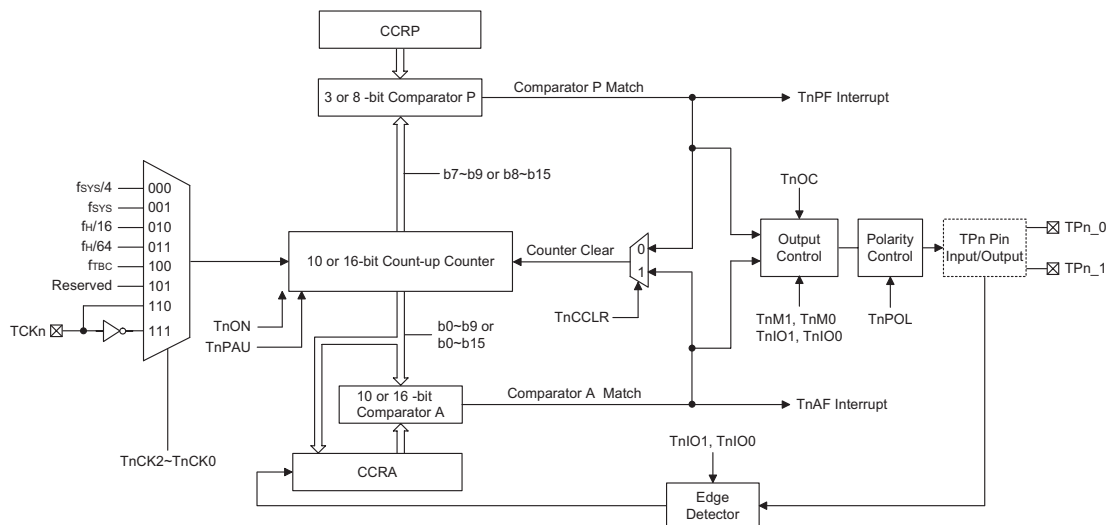 CCRP
3 or 8 -bit Comparator P
Comparator P Match
TnPF Interrupt
b7~b9 or b8~b15
fSYS/4
000
fSYS
001
fH/16
010
fH/64
011
fTBC
100
Reserved
101
110
111
TCKn
TnCK2~TnCK0
10 or 16-bit Count-up Counter
TnON
TnPAU
Counter Clear
0
1
TnCCLR
b0~b9 or
b0~b15
10 or 16 -bit
Comparator A
Comparator A Match
TnAF Interrupt
CCRA
TnOC
Output
Control
TnM1, TnM0
TnIO1, TnIO0
Polarity
Control
TnPOL
TPn Pin
Input/Output
TPn_0
TPn_1
TnIO1, TnIO0
Edge
Detector